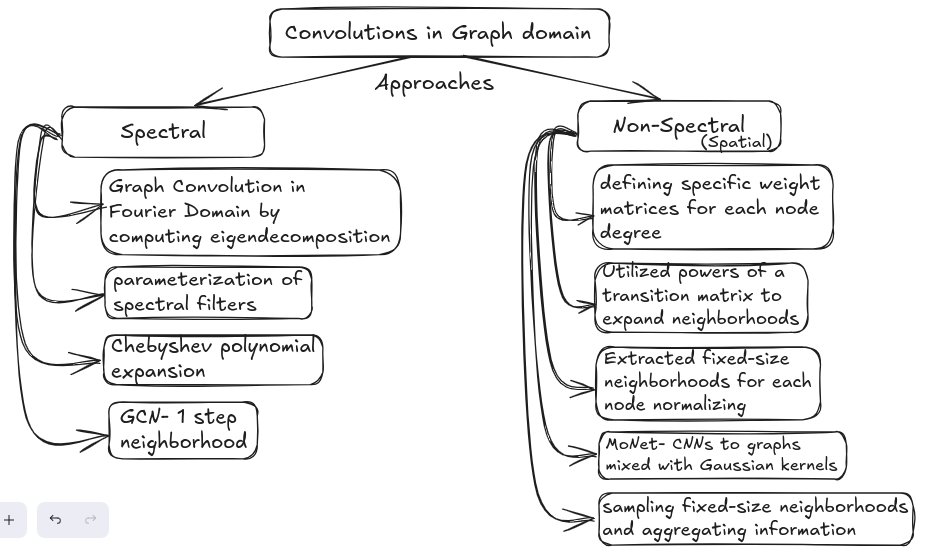 Convolutions in Graph domain
Approaches
Spectral
Graph Convolution in
Fourier Domain by
computing eigendecomposition
parameterization of
spectral filters
Chebyshev polynomial
expansion
GCN- 1 step
neighborhood
Non-Spectral
(Spatial)
defining specific weight
matrices for each node
degree
Utilized powers of a
transition matrix to
expand neighborhoods
Extracted fixed-size
neighborhoods for each
node normalizing
MoNet- CNNs to graphs
mixed with Gaussian kernels
sampling fixed-size neighborhoods
and aggregating information